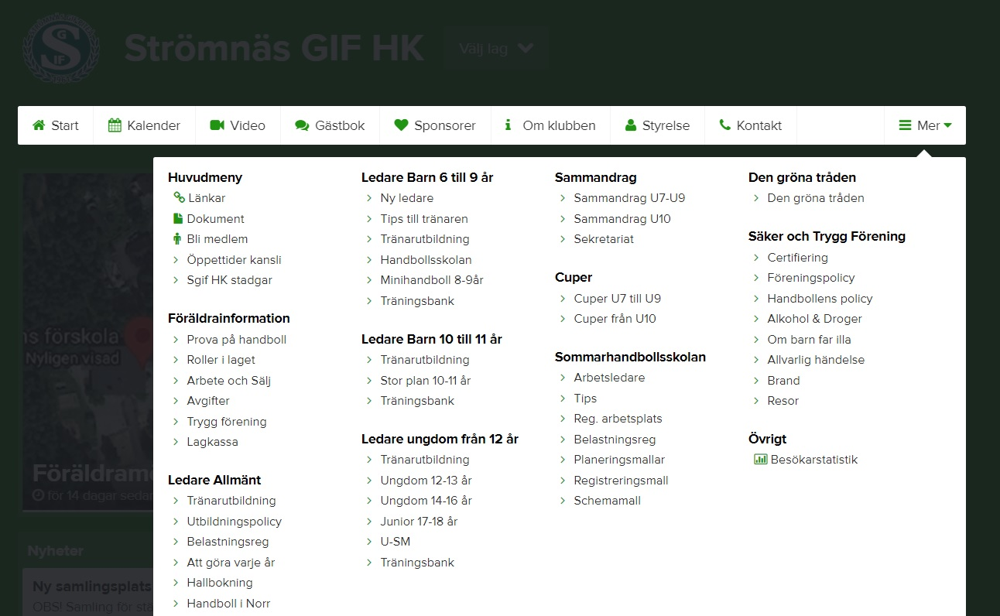 Strömnäs GIF HK
Välj lag
Start
Kalender
Video
Gästbok
Sponsorer
Om klubben
Styrelse
Kontakt
Mer
Huvudmeny
Länkar
Dokument
Bli medlem
Öppettider kansli
Sgif HK stadgar
Föräldrainformation
Prova på handboll
Roller i laget
Arbete och Sälj
Avgifter
Trygg förening
Lagkassa
Ledare Allmänt
Tränarutbildning
Utbildningspolicy
Belastningsreg
Att göra varje år
Hallbokning
Handboll i Norr
Ledare Barn 6 till 9 år
Ny ledare
Tips till tränaren
Tränarutbildning
Handbollsskolan
Minihandboll 8-9år
Träningsbank
Ledare Barn 10 till 11 år
Tränarutbildning
Stor plan 10-11 år
Träningsbank
Ledare ungdom från 12 år
Tränarutbildning
Ungdom 12-13 år
Ungdom 14-16 år
Junior 17-18 år
U-SM
Träningsbank
Sammandrag
Sammandrag U7-U9
Sammandrag U10
Sekretariat
Cuper
Cuper U7 till U9
Cuper från U10
Sommarhandbollsskolan
Arbetsledare
Tips
Reg. arbetsplats
Belastningsreg
Planeringsmallar
Registreringsmall
Schemamall
Den gröna tråden
Den gröna tråden
Säker och Trygg Förening
Certifiering
Föreningspolicy
Handbollens policy
Alkohol & Droger
Om barn far illa
Allvarlig händelse
Brand
Resor
Övrigt
Besökarstatistik
ns förskola
Nyligen visad
Föräldram
för 14 dagar sedan
Nyheter
Ny samlingsplats
OBS! Samling för